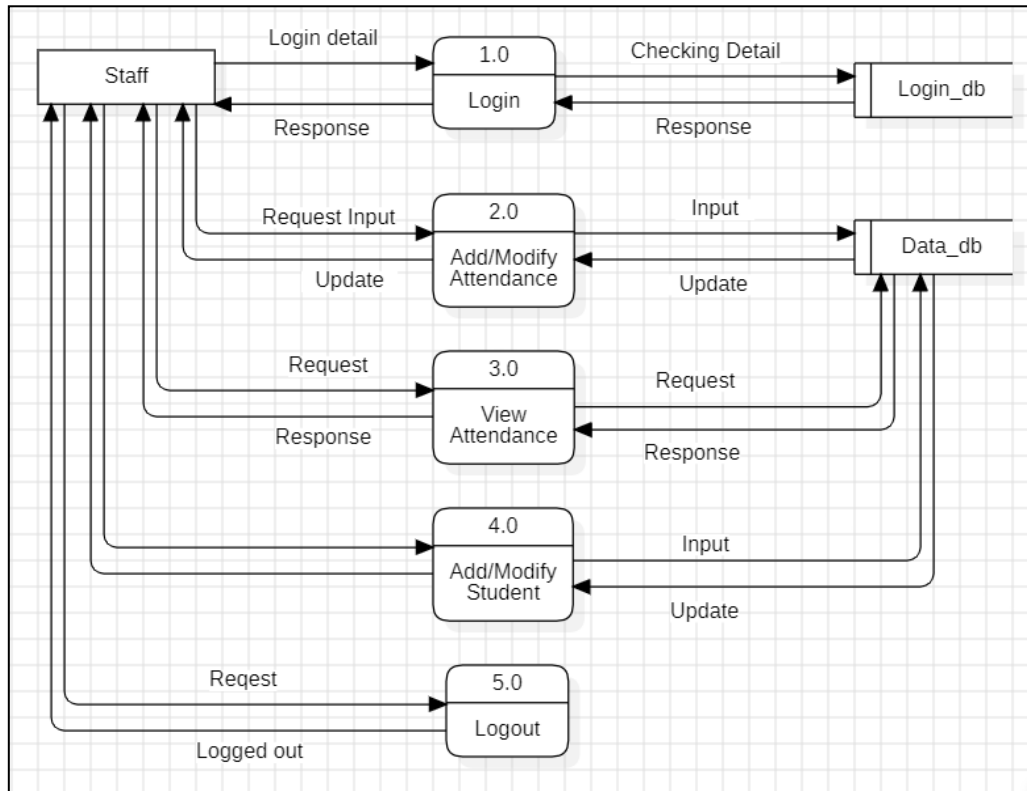 Login detail
1.0
Checking Detail
Staff
Login
Login_db
Response
Response
Request Input
2.0
Input
Add/Modify
Attendance
Data_db
Update
Update
Request
3.0
Request
View
Attendance
Response
Response
4.0
Input
Add/Modify
Student
Update
Reqest
5.0
Logout
Logged out